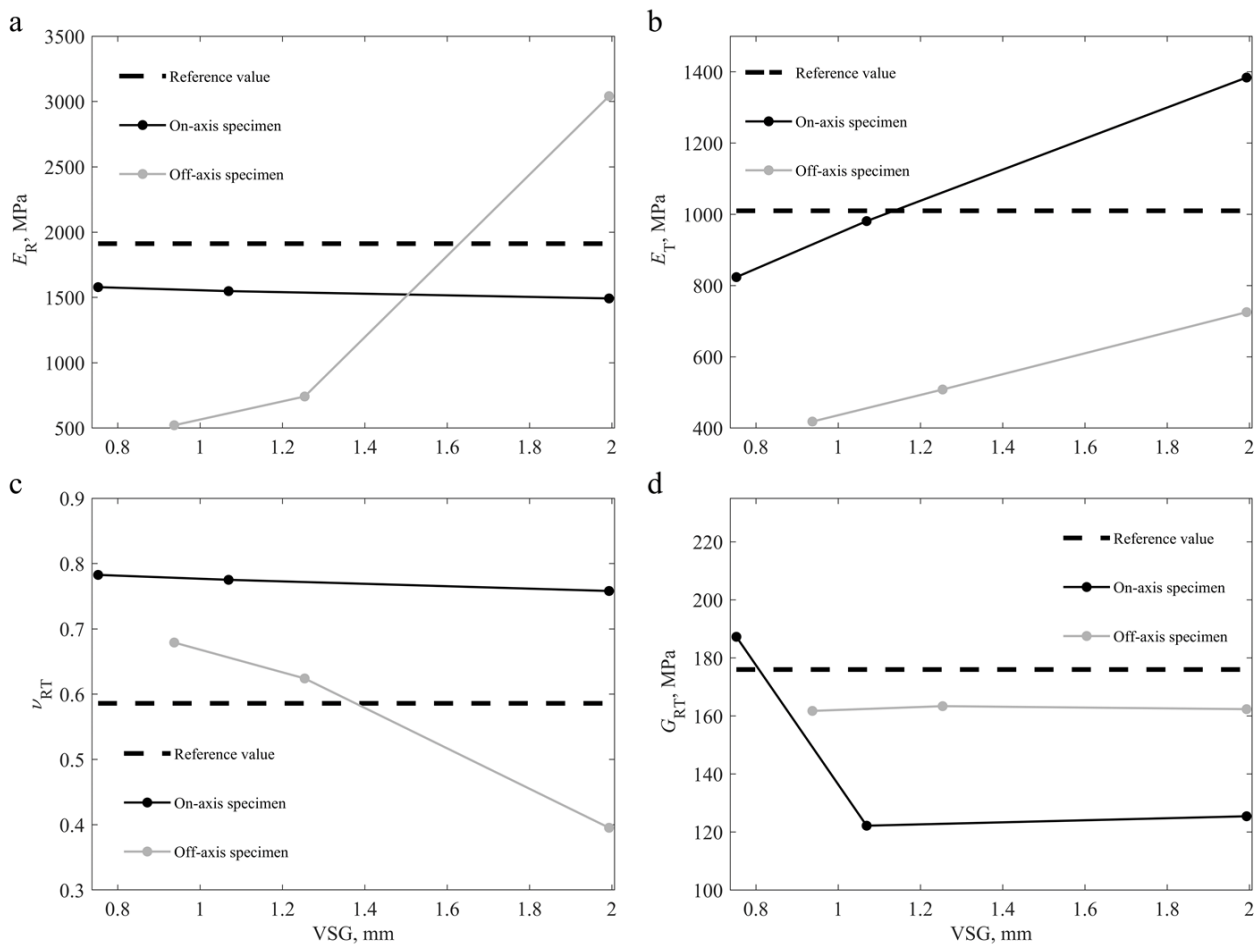 a
3500
3000
2500
2000
1500
1000
500
E_R, MPa
Reference value
On-axis specimen
Off-axis specimen
0.8 1 1.2 1.4 1.6 1.8 2
b
1400
1200
1000
800
600
400
E_T, MPa
Reference value
On-axis specimen
Off-axis specimen
0.8 1 1.2 1.4 1.6 1.8 2
c
0.9
0.8
0.7
0.6
0.5
0.4
0.3
ν_RT
Reference value
On-axis specimen
Off-axis specimen
0.8 1 1.2 1.4 1.6 1.8 2
VSG, mm
d
220
200
180
160
140
120
100
G_RT, MPa
Reference value
On-axis specimen
Off-axis specimen
0.8 1 1.2 1.4 1.6 1.8 2
VSG, mm